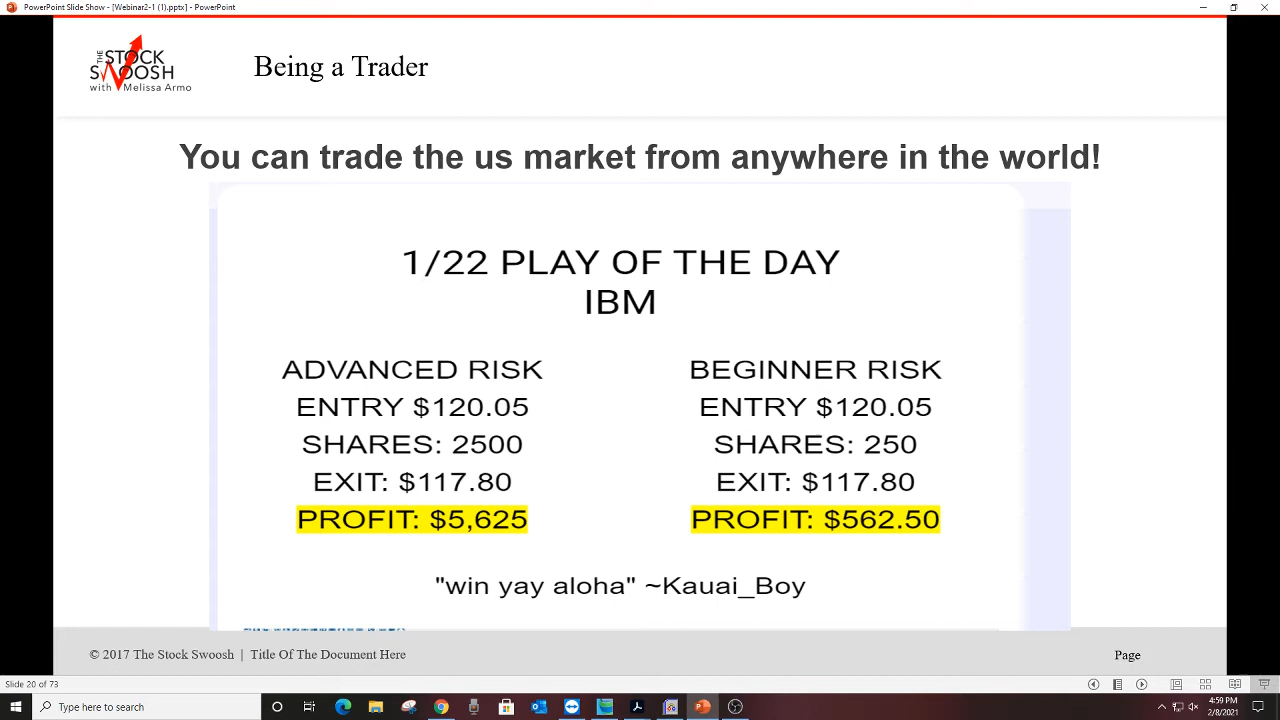 PowerPoint Slide Show - [Webinar2-1 (1).pptx] - PowerPoint
THE STOCK
SWOOSH
with Melissa Armo
Being a Trader
You can trade the us market from anywhere in the world!
1/22 PLAY OF THE DAY
IBM
ADVANCED RISK
ENTRY $120.05
SHARES: 2500
EXIT: $117.80
PROFIT: $5,625
BEGINNER RISK
ENTRY $120.05
SHARES: 250
EXIT: $117.80
PROFIT: $562.50
"win yay aloha" ~Kauai_Boy
© 2017 The Stock Swoosh | Title Of The Document Here
Page
Slide 20 of 73
Type here to search
4:59 PM
2/8/2021